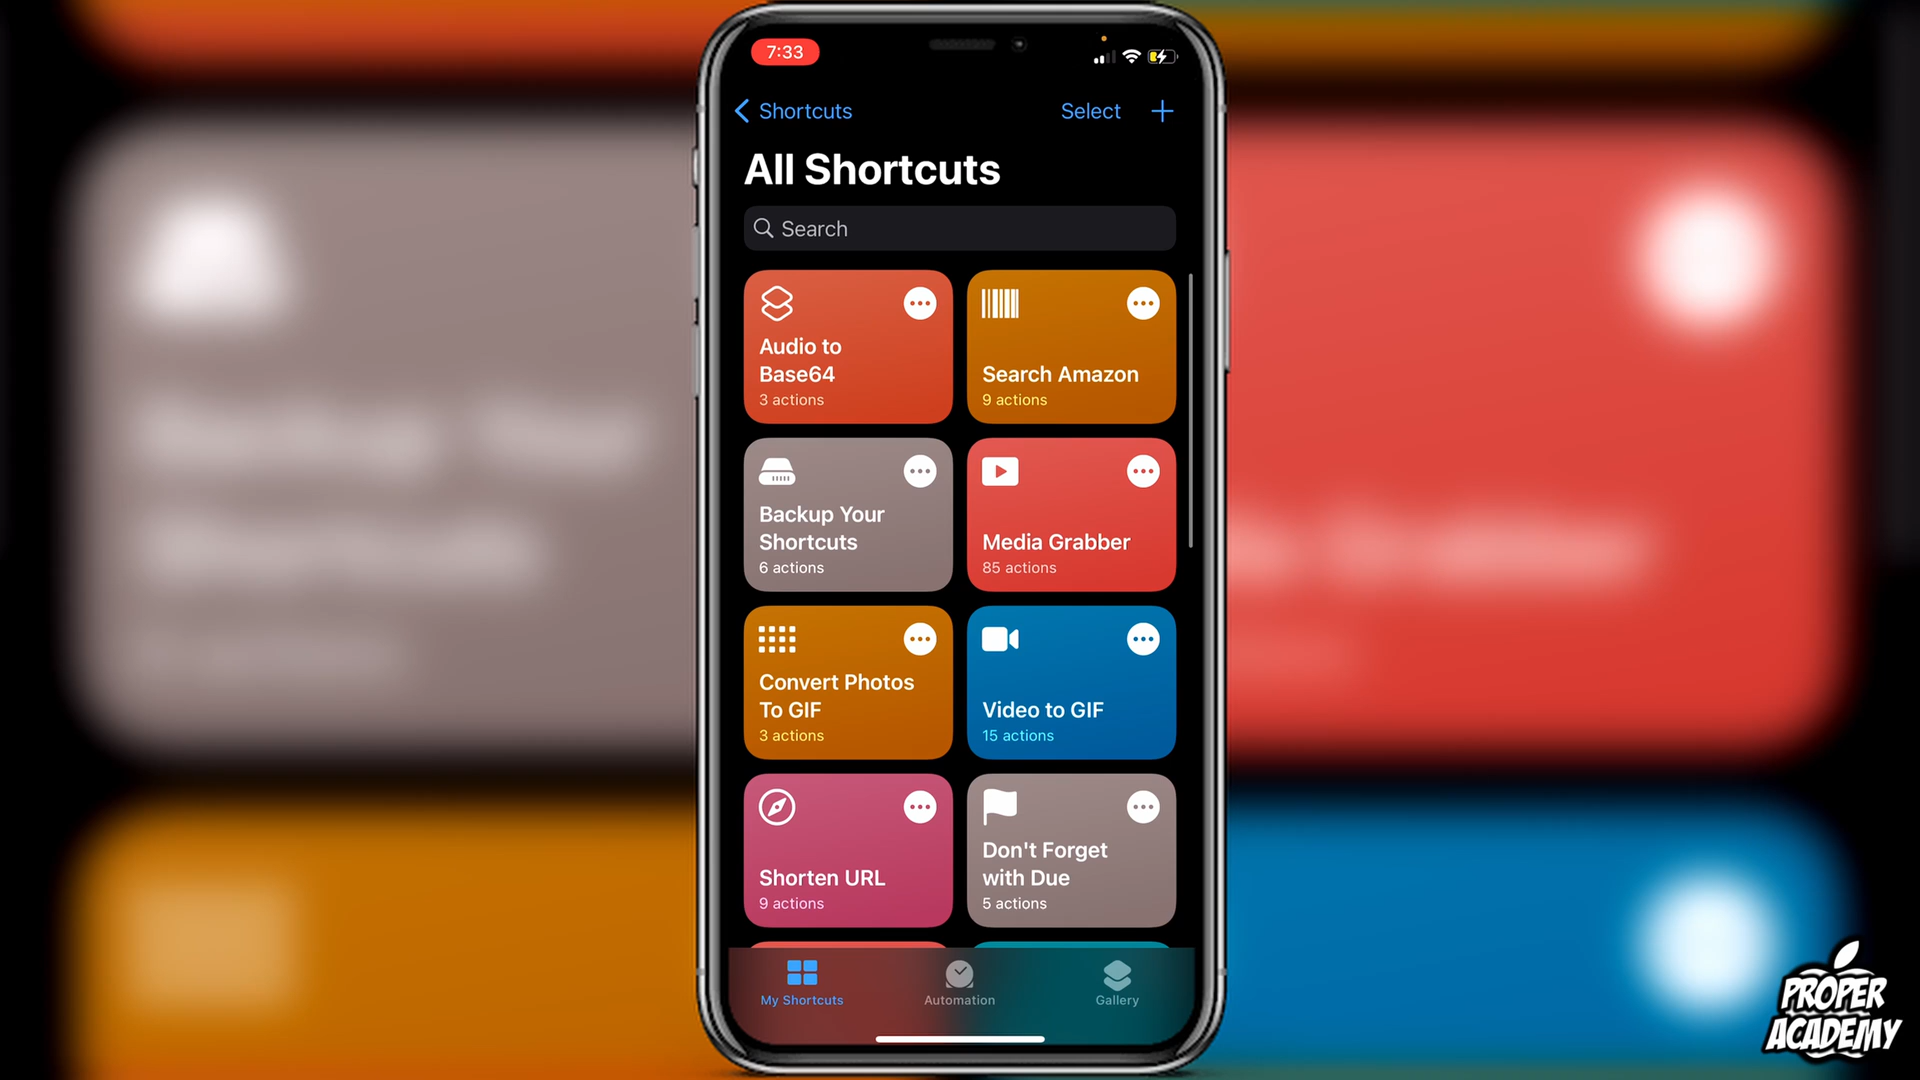 7:33
Shortcuts
Select
All Shortcuts
Search
Audio to
Base64
3 actions
Search Amazon
9 actions
Backup Your
Shortcuts
6 actions
Media Grabber
85 actions
Convert Photos
To GIF
3 actions
Video to GIF
15 actions
Shorten URL
9 actions
Don't Forget
with Due
5 actions
My Shortcuts
Automation
Gallery
PROPER
ACADEMY